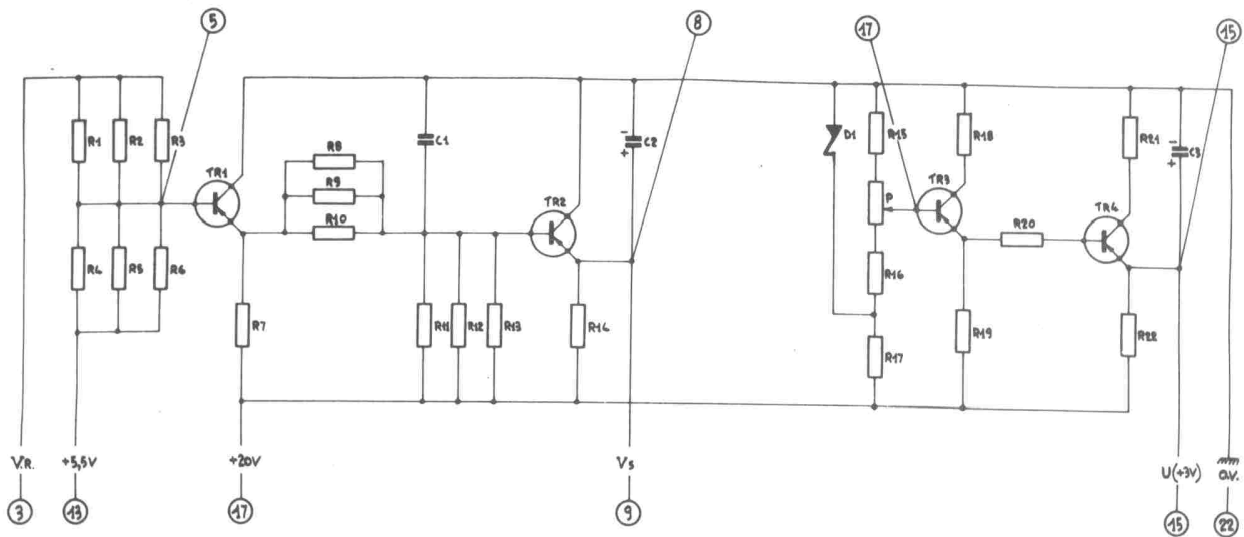 5
8
17
15
R1
R2
R3
TR1
R8
R9
R10
C1
- C2 +
TR2
D1
R15
R18
TR3
P
R20
R21
TR4
- C3 +
R4
R5
R6
R7
R11
R12
R13
R14
R16
R17
R19
R22
V.R.
+5,5V
+20V
Vs
U(+3V)
O.V.
3
13
17
9
15
22